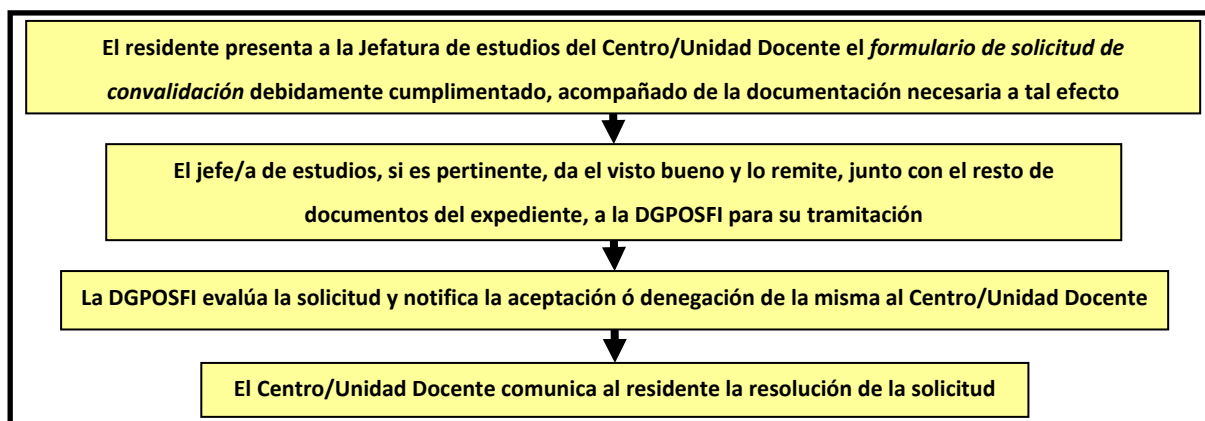 El residente presenta a la Jefatura de estudios del Centro/Unidad Docente el formulario de solicitud de
convalidación debidamente cumplimentado, acompañado de la documentación necesaria a tal efecto
El jefe/a de estudios, si es pertinente, da el visto bueno y lo remite, junto con el resto de
documentos del expediente, a la DGPOSFI para su tramitación
La DGPOSFI evalúa la solicitud y notifica la aceptación ó denegación de la misma al Centro/Unidad Docente
El Centro/Unidad Docente comunica al residente la resolución de la solicitud